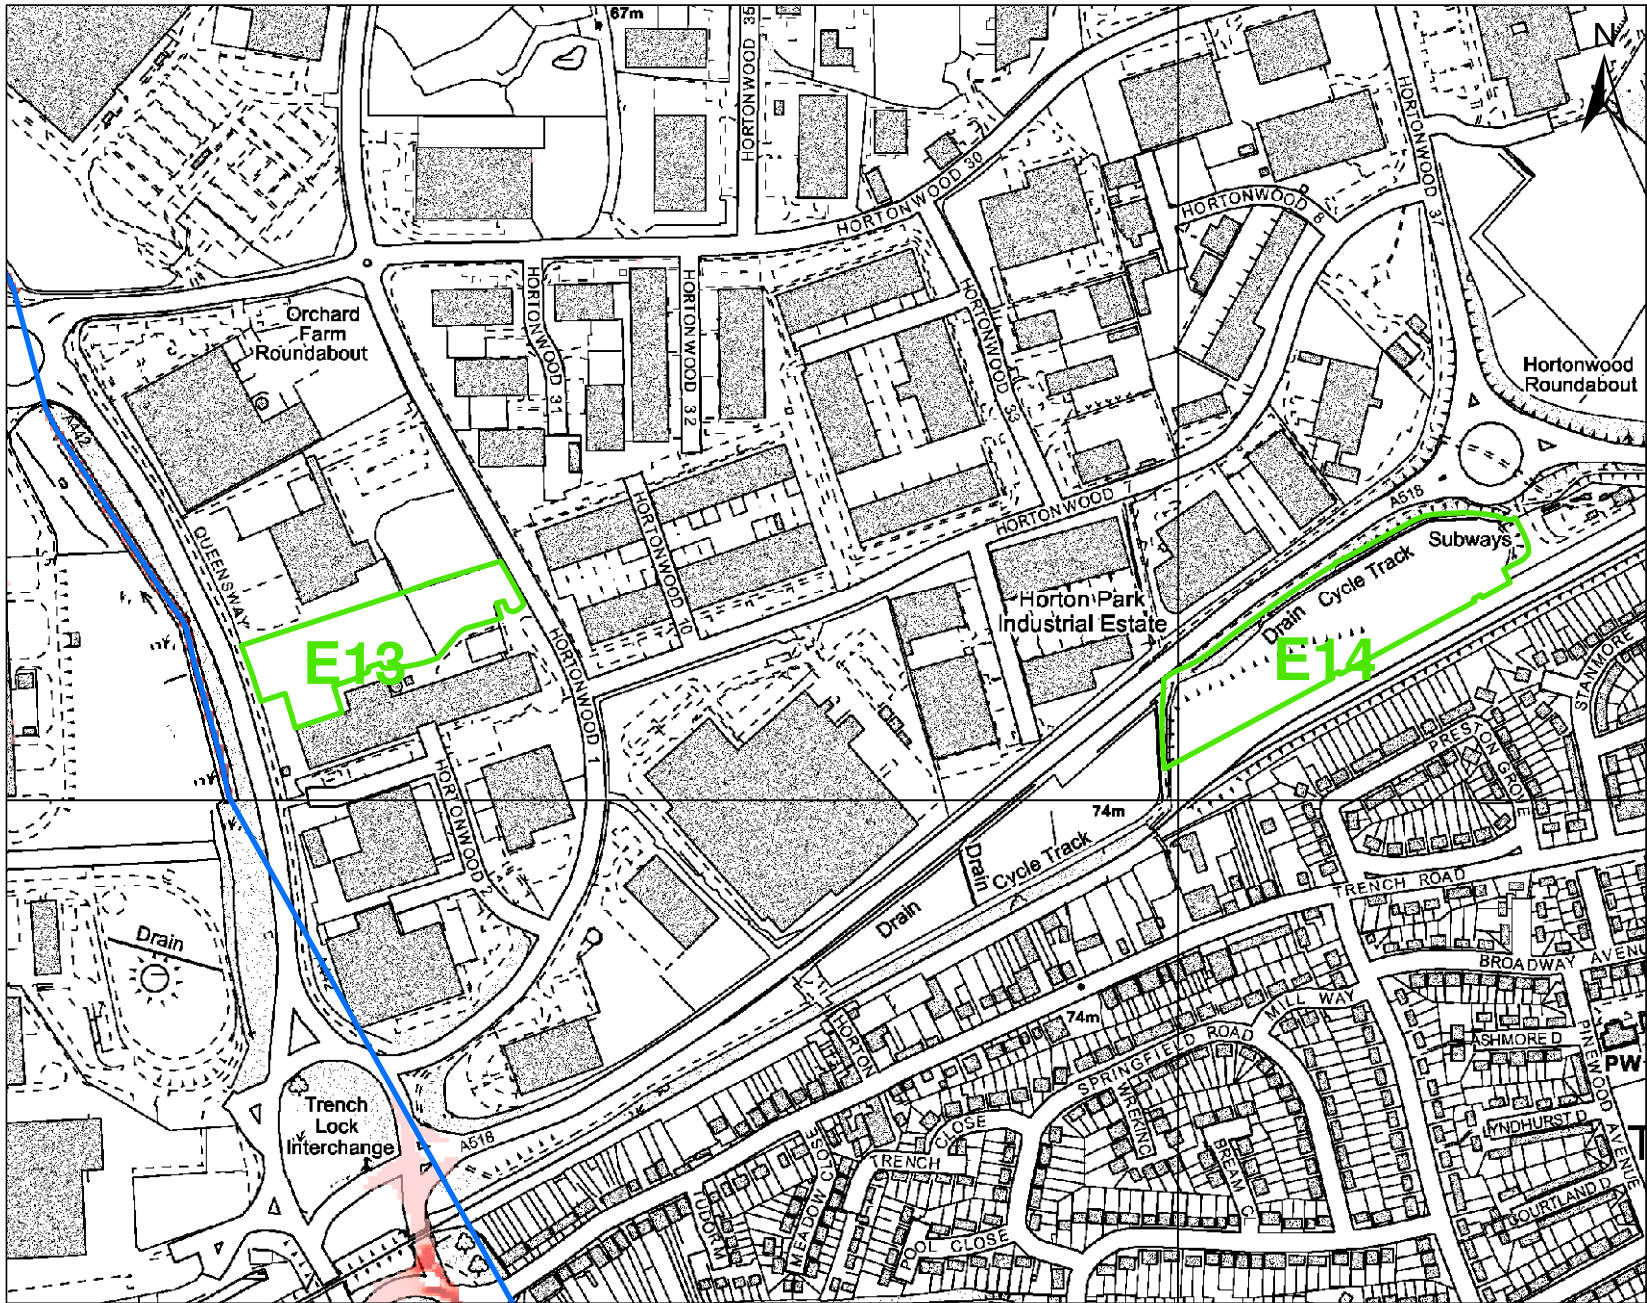 67m
HORTONWOOD 35
N
HORTONWOOD 30
HORTONWOOD 37
HORTONWOOD 8
Orchard
Farm
Roundabout
HORTONWOOD 31
HORTONWOOD 32
HORTONWOOD 33
Hortonwood
Roundabout
A442
QUEENSWAY
HORTONWOOD 10
HORTONWOOD 7
A518
Subways
Cycle Track
Drain
Horton Park
Industrial Estate
E13
E14
HORTONWOOD 1
STANMORE
PRESTON GROVE
HORTONWOOD 2
74m
Drain
Cycle Track
Drain
TRENCH ROAD
Drain
BROADWAY AVEN
MILL WAY
74m
HORTON
SPRINGFIELD ROAD
ASHMORE D
PINEWOOD AVENUE
PW
Trench
Lock
Interchange
A518
WREKIN
LYNDHURST D
CLOSE
TRENCH
BREAM CL
T
TUDOR M
MEADOW CLOSE
POOL CLOSE
COURTLAND D